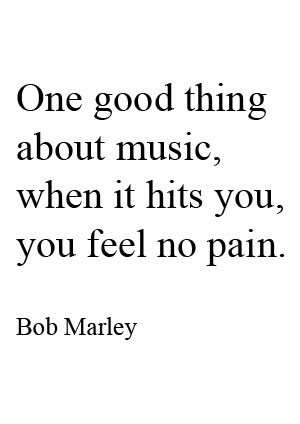 One good thing
about music,
when it hits you,
you feel no pain.
Bob Marley